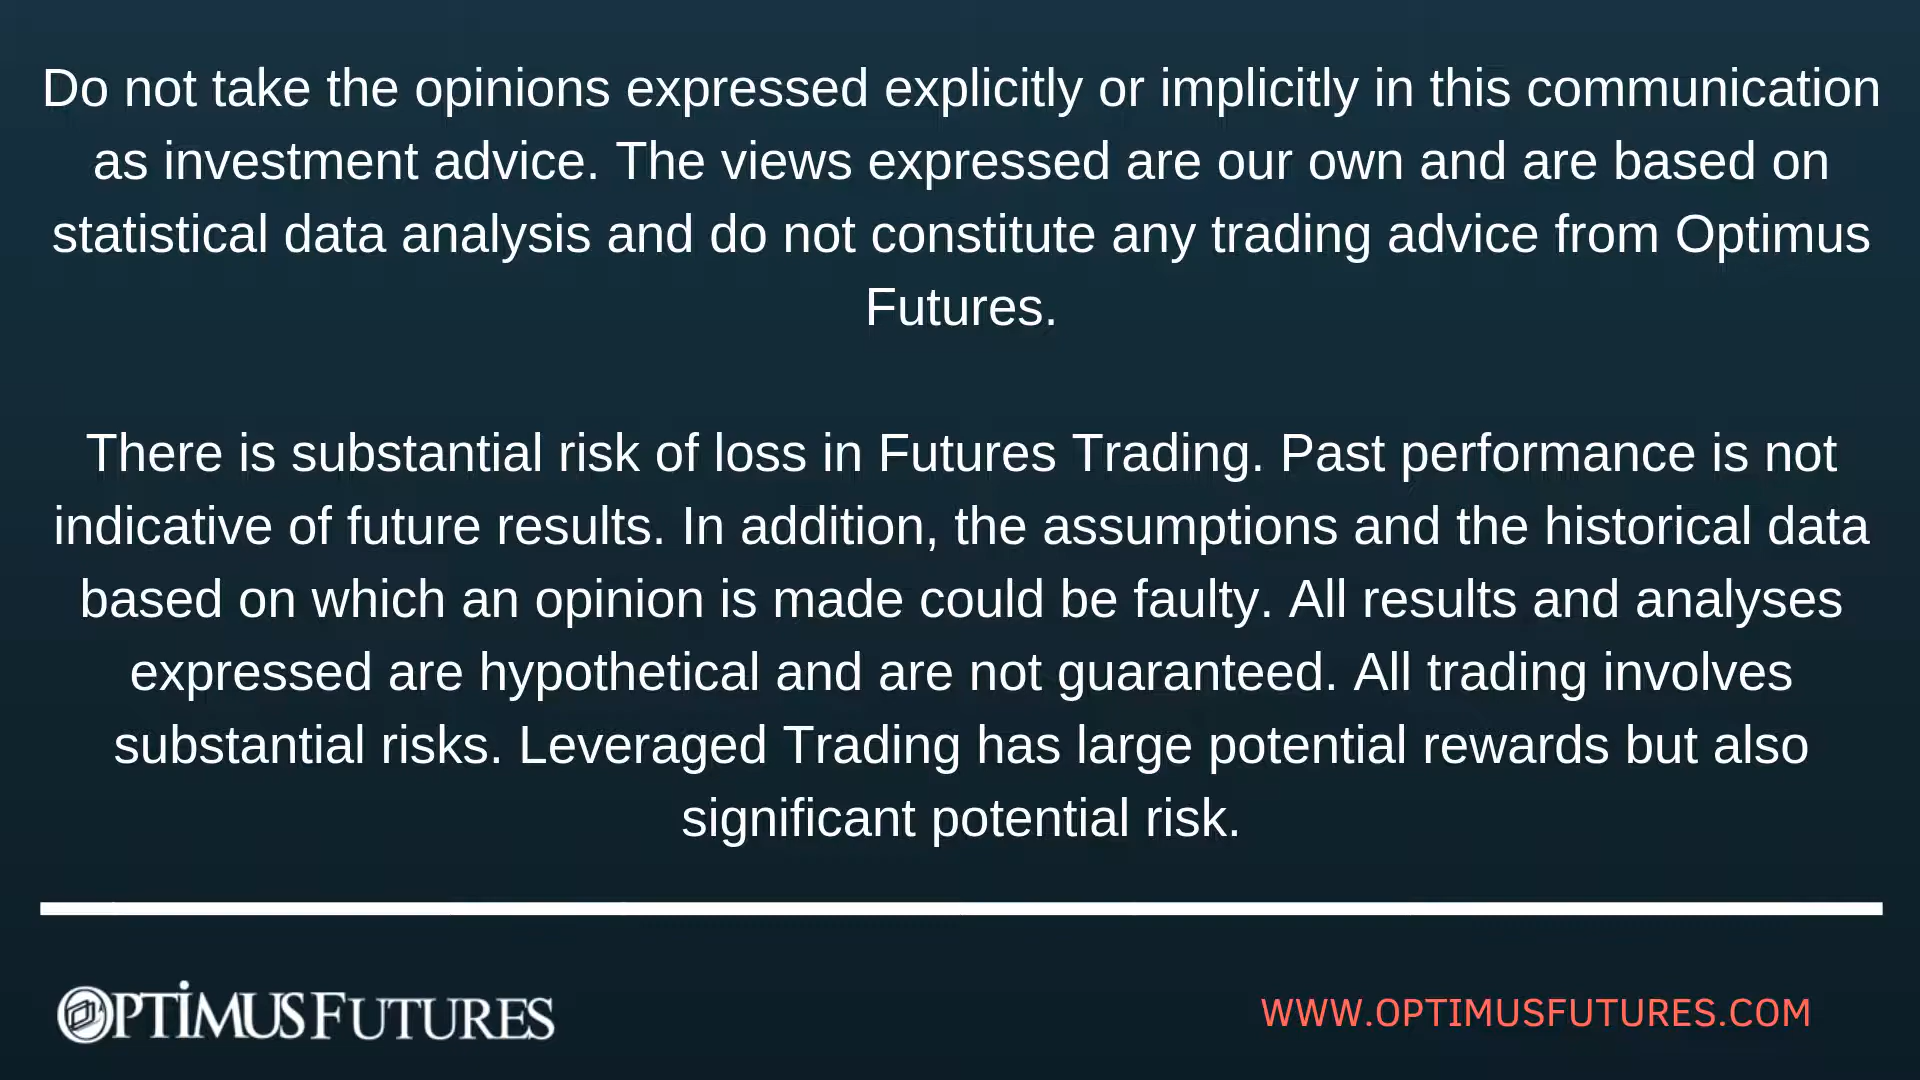 Do not take the opinions expressed explicitly or implicitly in this communication
as investment advice. The views expressed are our own and are based on
statistical data analysis and do not constitute any trading advice from Optimus
Futures.
There is substantial risk of loss in Futures Trading. Past performance is not
indicative of future results. In addition, the assumptions and the historical data
based on which an opinion is made could be faulty. All results and analyses
expressed are hypothetical and are not guaranteed. All trading involves
substantial risks. Leveraged Trading has large potential rewards but also
significant potential risk.
OPTiMUS FUTURES
WWW.OPTIMUSFUTURES.COM